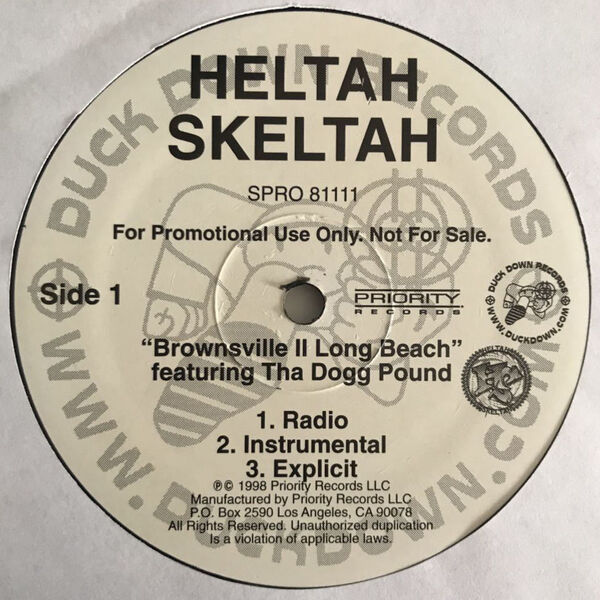 DUCK DOWN RECORDS
HELTAH
SKELTAH
SPRO 81111
For Promotional Use Only. Not For Sale.
Side 1
PRIORITY
RECORDS
DUCK DOWN RECORDS
WWW.DUCKDOWN.COM
"Brownsville II Long Beach"
featuring Tha Dogg Pound
1. Radio
2. Instrumental
3. Explicit
℗© 1998 Priority Records LLC
Manufactured by Priority Records LLC
P.O. Box 2590 Los Angeles, CA 90078
All Rights Reserved. Unauthorized duplication
Is a violation of applicable laws.
WWW.DUCKDOWN.COM